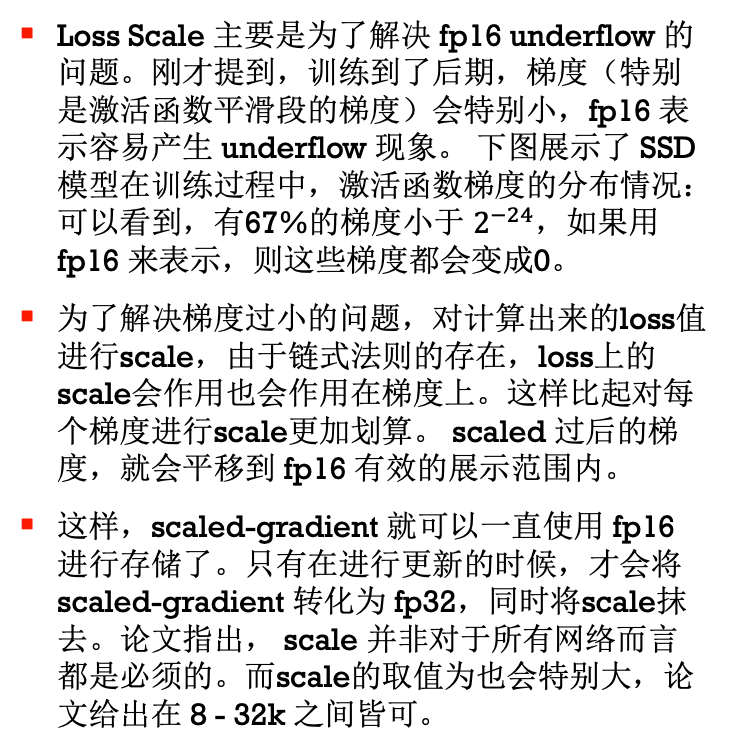 ▪ Loss Scale 主要是为了解决 fp16 underflow 的
问题。刚才提到，训练到了后期，梯度（特别
是激活函数平滑段的梯度）会特别小，fp16 表
示容易产生 underflow 现象。 下图展示了 SSD
模型在训练过程中，激活函数梯度的分布情况：
可以看到，有67%的梯度小于 2⁻²⁴，如果用
fp16 来表示，则这些梯度都会变成0。
▪ 为了解决梯度过小的问题，对计算出来的loss值
进行scale，由于链式法则的存在，loss上的
scale会作用也会作用在梯度上。这样比起对每
个梯度进行scale更加划算。 scaled 过后的梯
度，就会平移到 fp16 有效的展示范围内。
▪ 这样，scaled-gradient 就可以一直使用 fp16
进行存储了。只有在进行更新的时候，才会将
scaled-gradient 转化为 fp32，同时将scale抹
去。论文指出， scale 并非对于所有网络而言
都是必须的。而scale的取值为也会特别大，论
文给出在 8 - 32k 之间皆可。